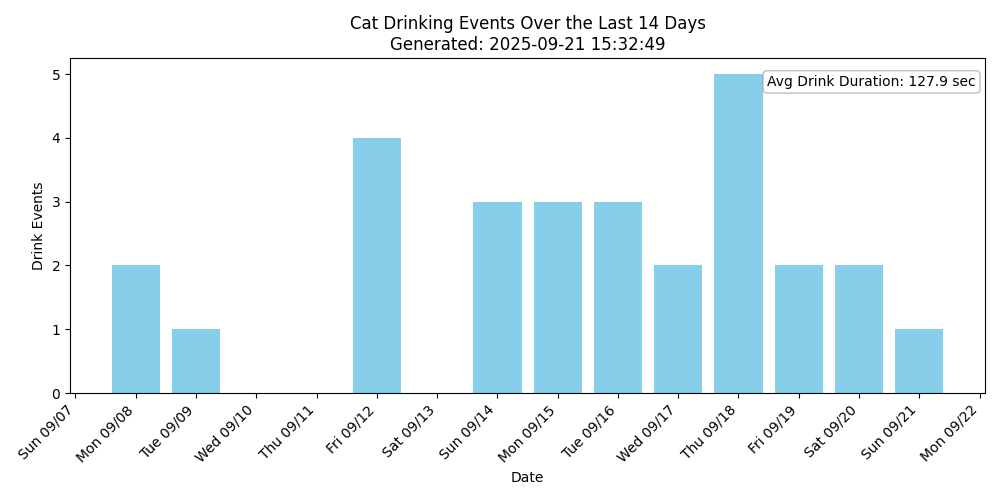 Cat Drinking Events Over the Last 14 Days
Generated: 2025-09-21 15:32:49
Avg Drink Duration: 127.9 sec
Drink Events
5
4
3
2
1
0
Sun 09/07
Mon 09/08
Tue 09/09
Wed 09/10
Thu 09/11
Fri 09/12
Sat 09/13
Sun 09/14
Mon 09/15
Tue 09/16
Wed 09/17
Thu 09/18
Fri 09/19
Sat 09/20
Sun 09/21
Mon 09/22
Date